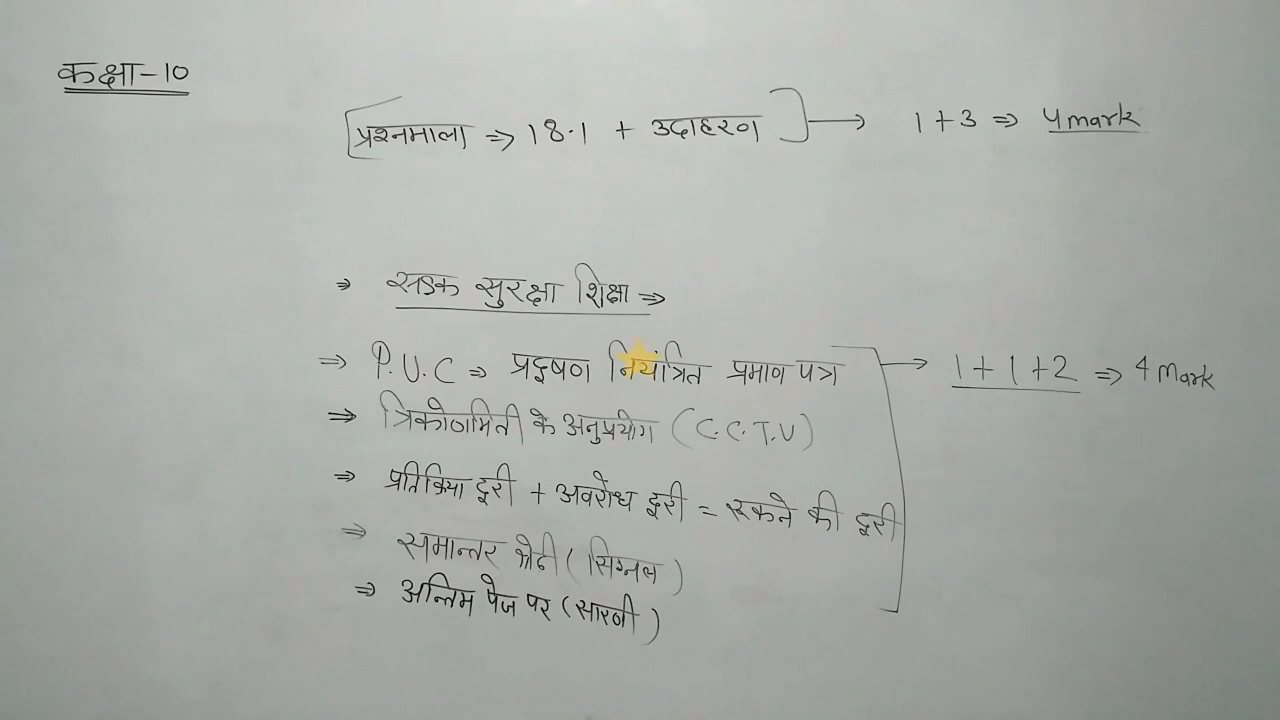 कक्षा-10
[प्रश्नमाला ⇒ 18.1 + उदाहरण] → 1+3 ⇒ 4mark
⇒ सडक सुरक्षा शिक्षा ⇒
⇒ P.U.C ⇒ प्रदूषण नियंत्रित प्रमाण पत्र → 1+1+2 ⇒ 4 Mark
⇒ त्रिकोणमिती के अनुप्रयोग (C.C.T.V)
⇒ प्रतिक्रिया दूरी + अवरोध दूरी = रूकने की दूरी
⇒ समान्तर श्रेढी (सिग्नल)
⇒ अन्तिम पेज पर (सारणी)